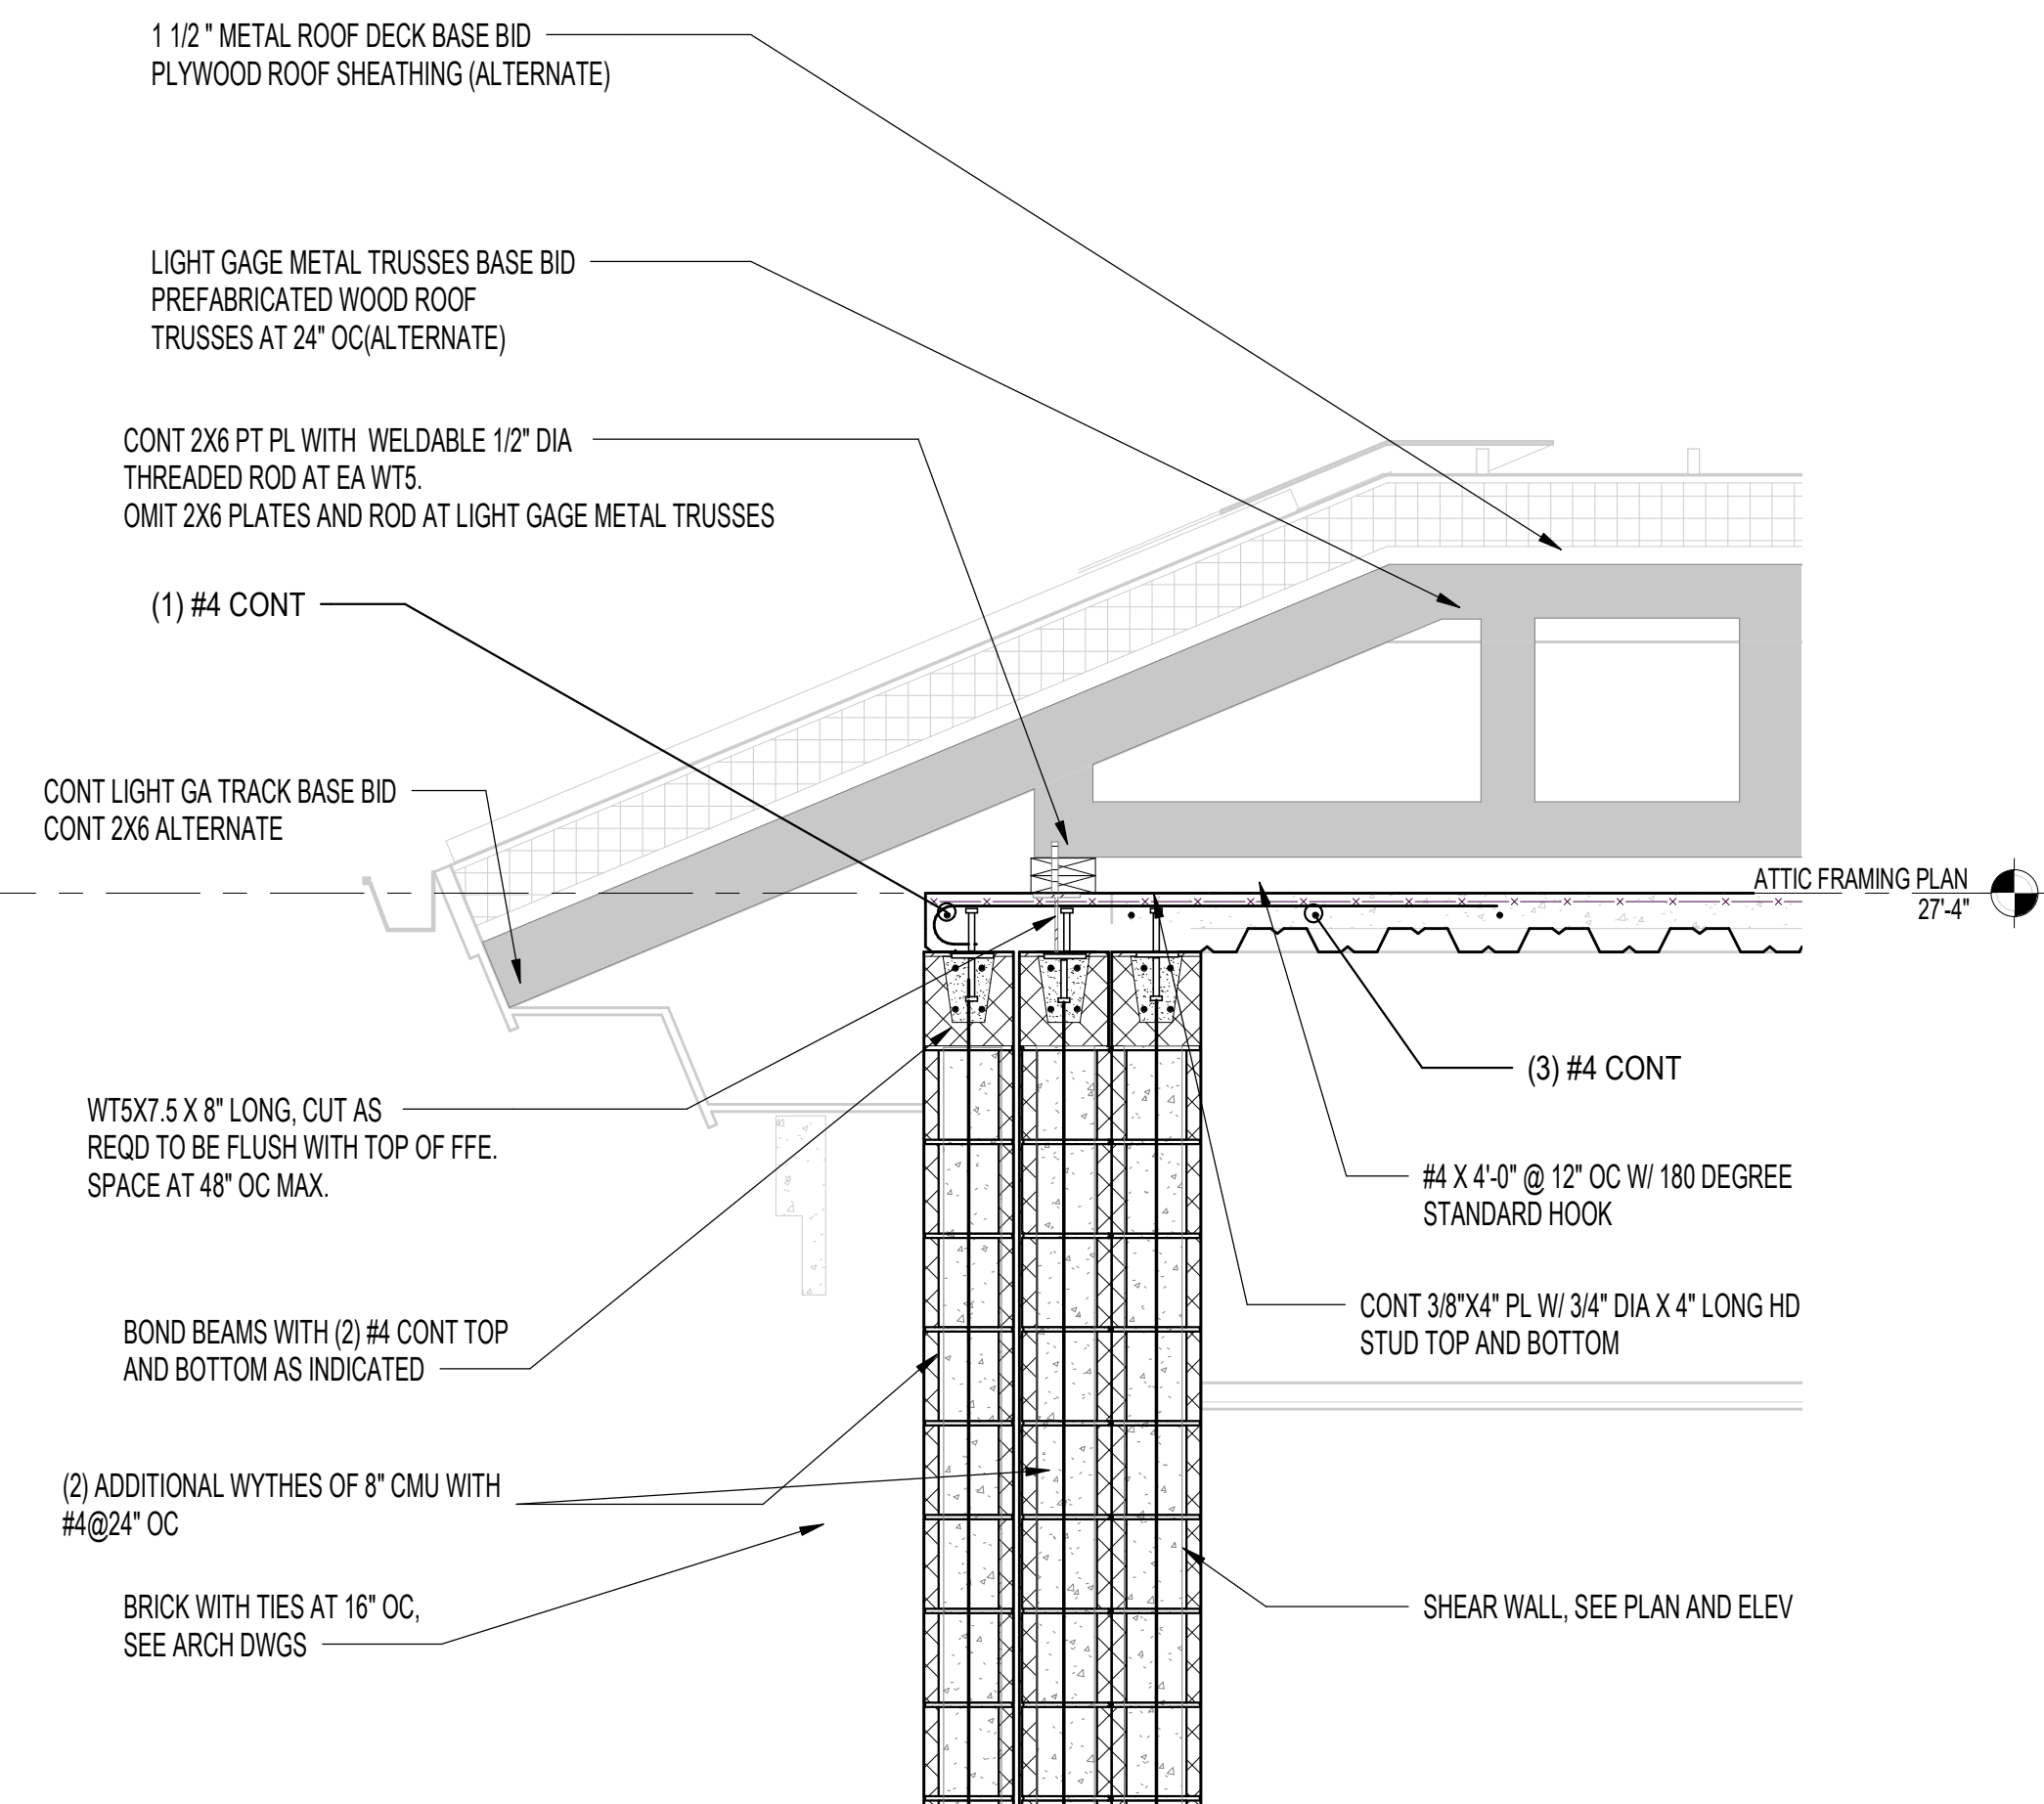 1 1/2 " METAL ROOF DECK BASE BID
PLYWOOD ROOF SHEATHING (ALTERNATE)
LIGHT GAGE METAL TRUSSES BASE BID
PREFABRICATED WOOD ROOF
TRUSSES AT 24" OC(ALTERNATE)
CONT 2X6 PT PL WITH WELDABLE 1/2" DIA
THREADED ROD AT EA WT5.
OMIT 2X6 PLATES AND ROD AT LIGHT GAGE METAL TRUSSES
(1) #4 CONT
CONT LIGHT GA TRACK BASE BID
CONT 2X6 ALTERNATE
ATTIC FRAMING PLAN
27'-4"
(3) #4 CONT
WT5X7.5 X 8" LONG, CUT AS
REQD TO BE FLUSH WITH TOP OF FFE.
SPACE AT 48" OC MAX.
#4 X 4'-0" @ 12" OC W/ 180 DEGREE
STANDARD HOOK
CONT 3/8"X4" PL W/ 3/4" DIA X 4" LONG HD
STUD TOP AND BOTTOM
BOND BEAMS WITH (2) #4 CONT TOP
AND BOTTOM AS INDICATED
(2) ADDITIONAL WYTHES OF 8" CMU WITH
#4@24" OC
BRICK WITH TIES AT 16" OC,
SEE ARCH DWGS
SHEAR WALL, SEE PLAN AND ELEV